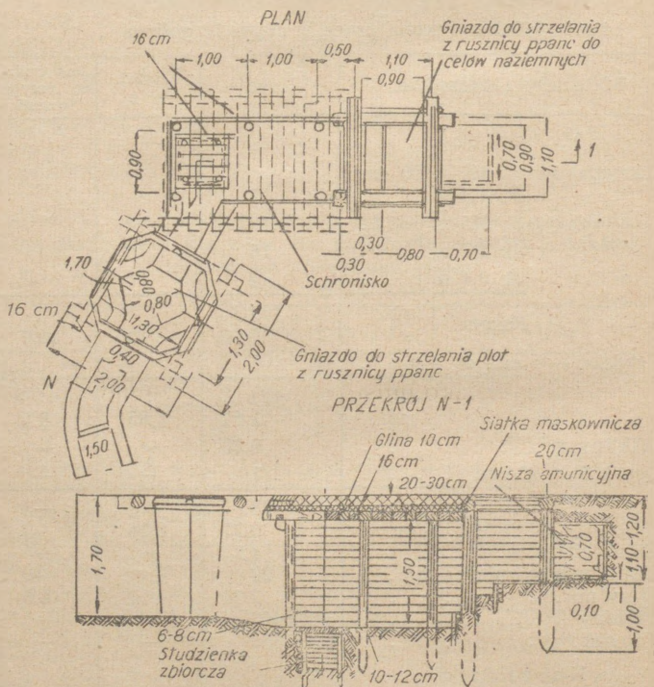 PLAN
Gniazdo do strzelania
z rusznicy ppanc do
celów naziemnych
16 cm
1,00
1,00
0,50
1,10
0,90
0,90
0,70
0,90
1,10
1
0,30
0,30
0,80
0,70
Schronisko
1,70
0,80
0,80
1,30
16 cm
0,40
2,00
1,30
2,00
N
1,50
Gniazdo do strzelania plot
z rusznicy ppanc
PRZEKRÓJ N-1
Siatka maskownicza
Glina 10 cm
16 cm
20-30 cm
20 cm
Nisza amunicyjna
1,70
1,50
0,70
1,10-1,20
0,10
~1,00
6-8 cm
Studzienka
zbiorcza
10-12 cm